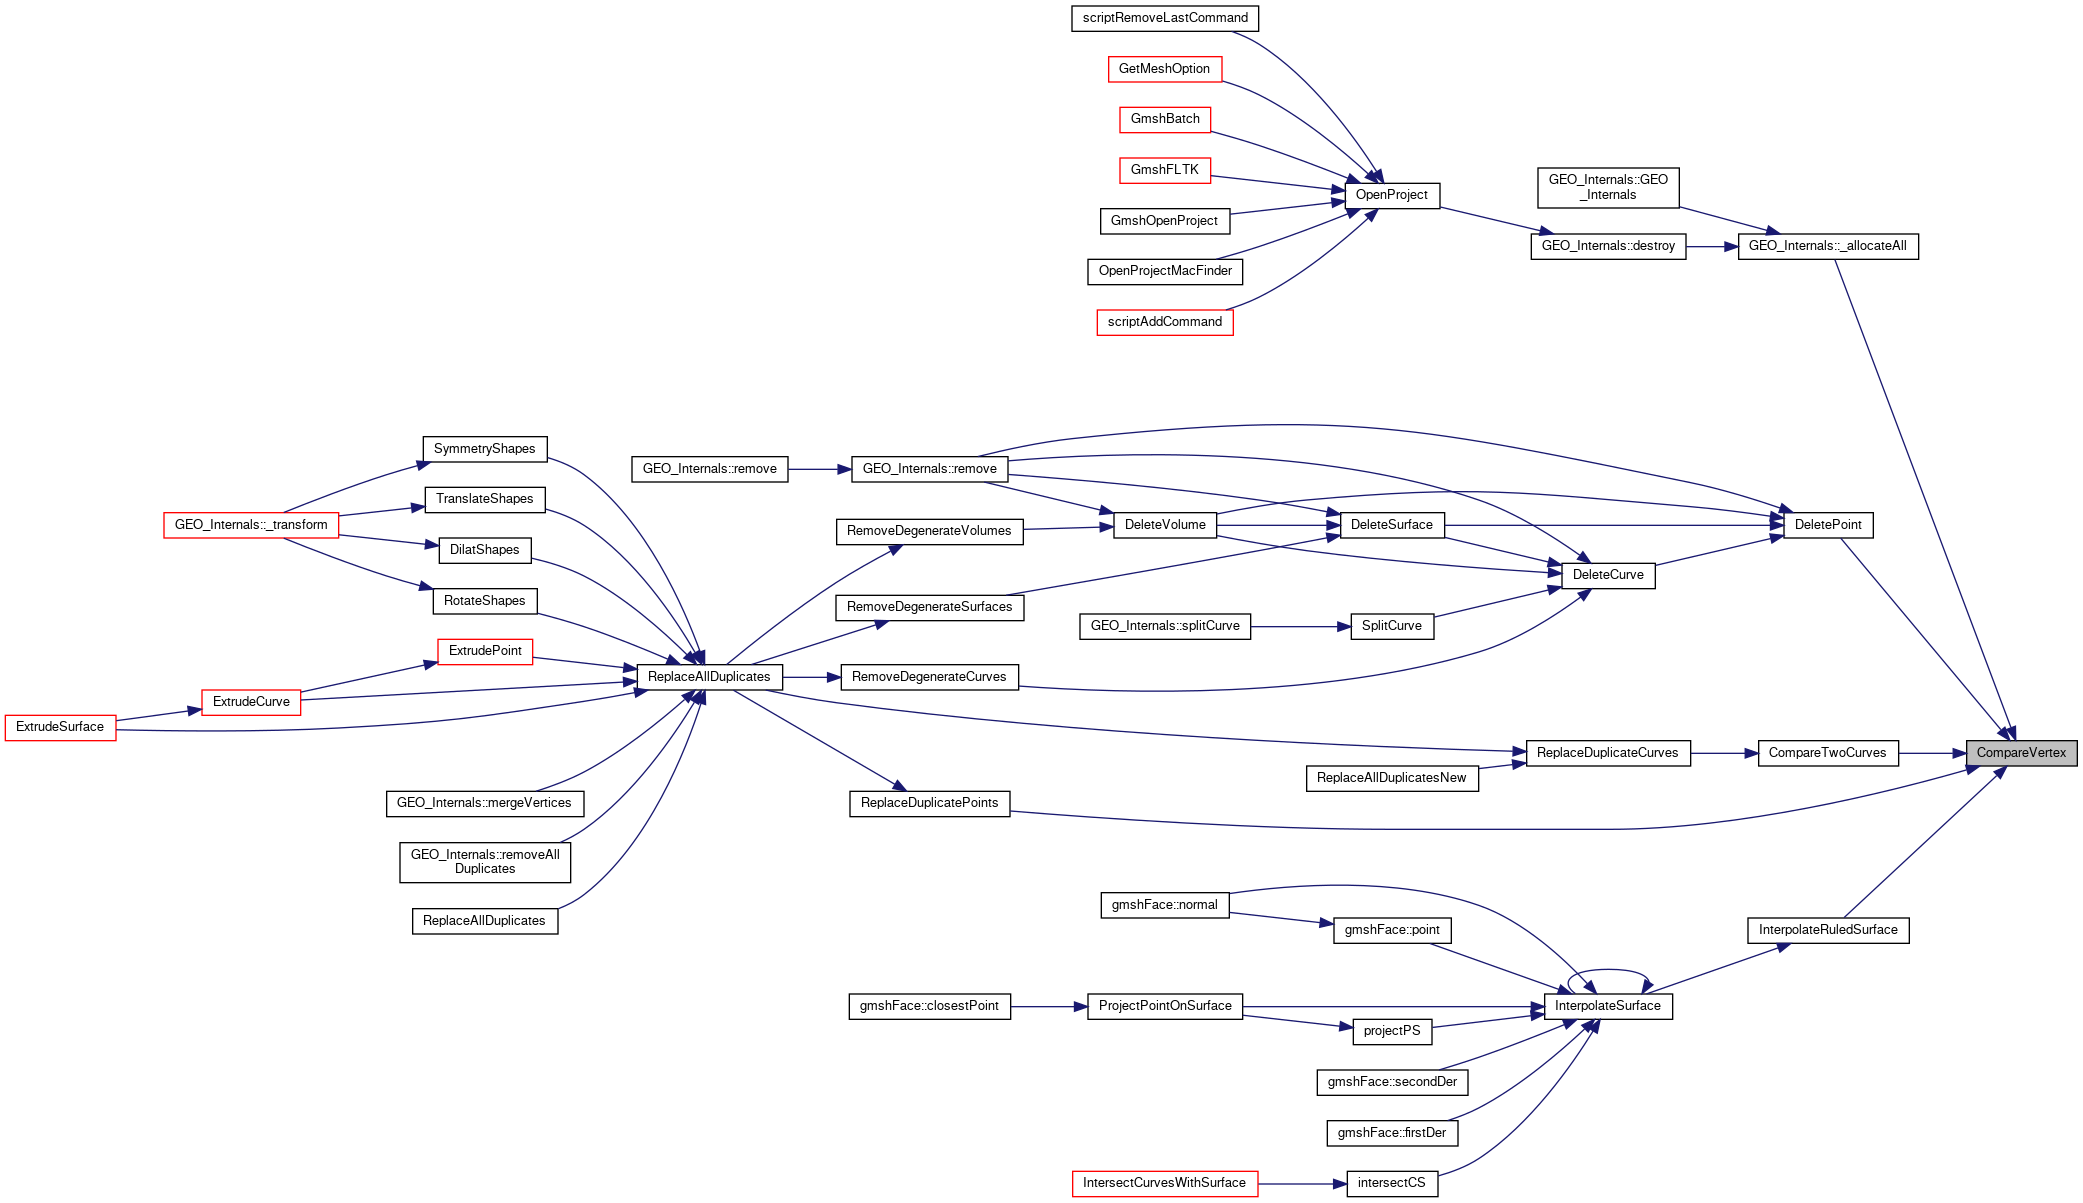 scriptRemoveLastCommand
GetMeshOption
GmshBatch
GmshFLTK
GmshOpenProject
OpenProjectMacFinder
scriptAddCommand
OpenProject
GEO_Internals::GEO
_Internals
GEO_Internals::destroy
GEO_Internals::_allocateAll
SymmetryShapes
TranslateShapes
GEO_Internals::_transform
DilatShapes
RotateShapes
ExtrudePoint
ExtrudeCurve
ExtrudeSurface
GEO_Internals::mergeVertices
GEO_Internals::removeAll
Duplicates
ReplaceAllDuplicates
GEO_Internals::remove
ReplaceAllDuplicates
GEO_Internals::remove
RemoveDegenerateVolumes
RemoveDegenerateSurfaces
RemoveDegenerateCurves
ReplaceDuplicatePoints
DeleteVolume
DeleteSurface
DeletePoint
DeleteCurve
GEO_Internals::splitCurve
SplitCurve
ReplaceDuplicateCurves
ReplaceAllDuplicatesNew
CompareTwoCurves
CompareVertex
InterpolateRuledSurface
gmshFace::normal
gmshFace::point
InterpolateSurface
gmshFace::closestPoint
ProjectPointOnSurface
projectPS
gmshFace::secondDer
gmshFace::firstDer
IntersectCurvesWithSurface
intersectCS